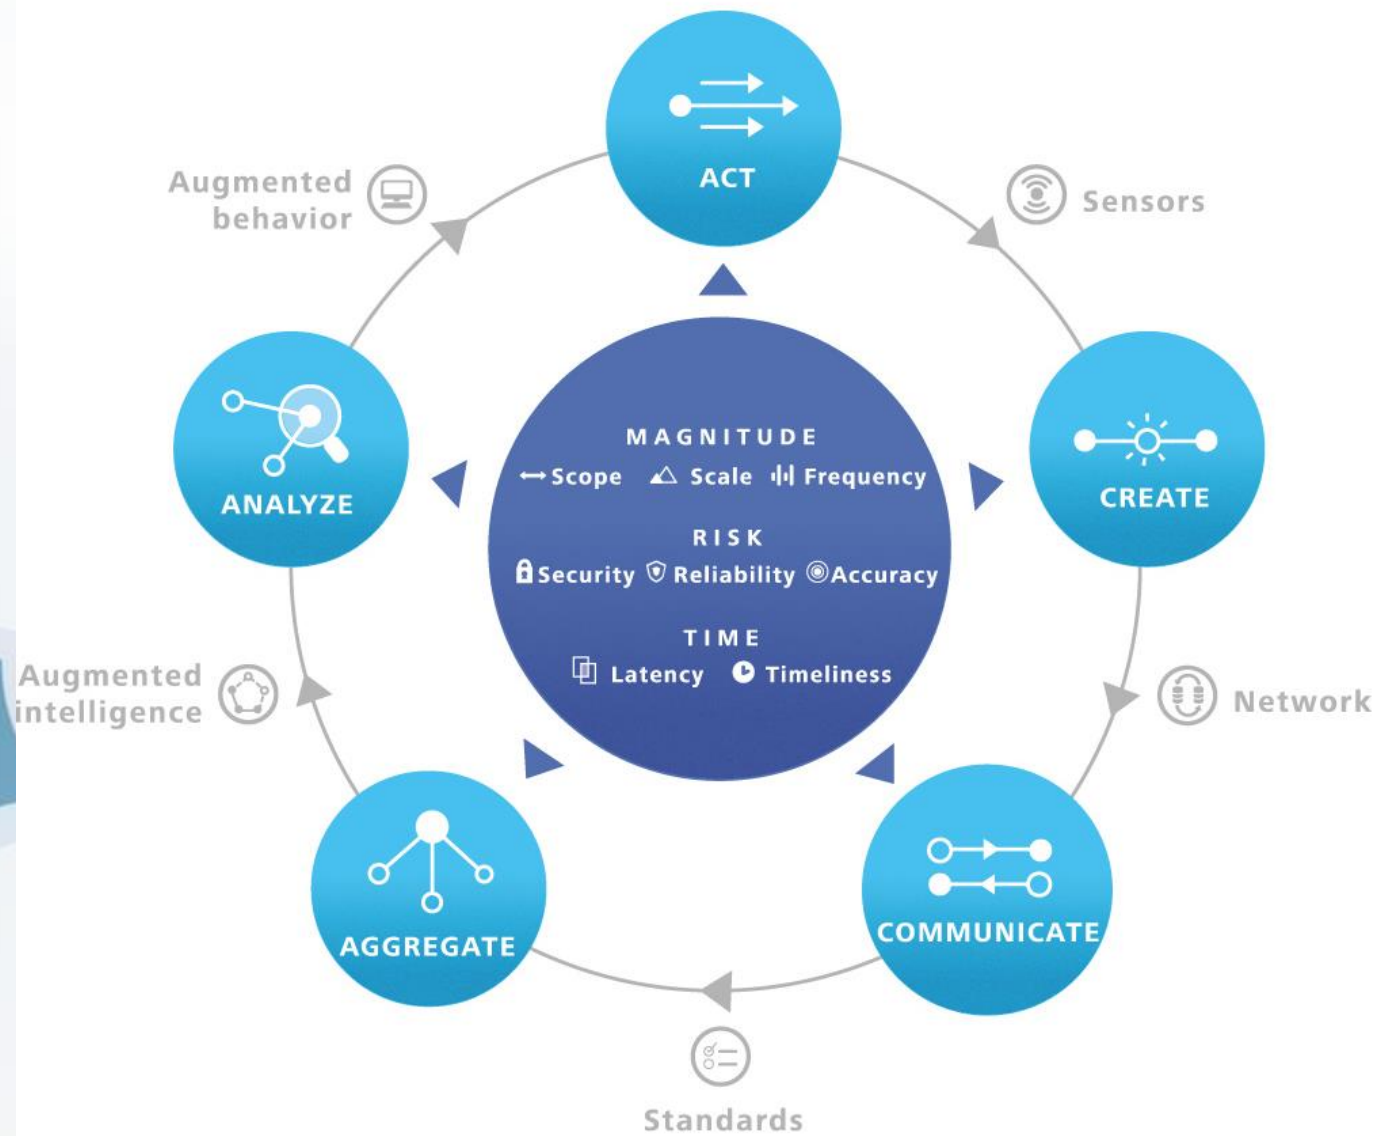 ACT
Augmented
behavior
Sensors
ANALYZE
CREATE
MAGNITUDE
Scope Scale Frequency
RISK
Security Reliability Accuracy
TIME
Latency Timeliness
Augmented
intelligence
Network
AGGREGATE
COMMUNICATE
Standards